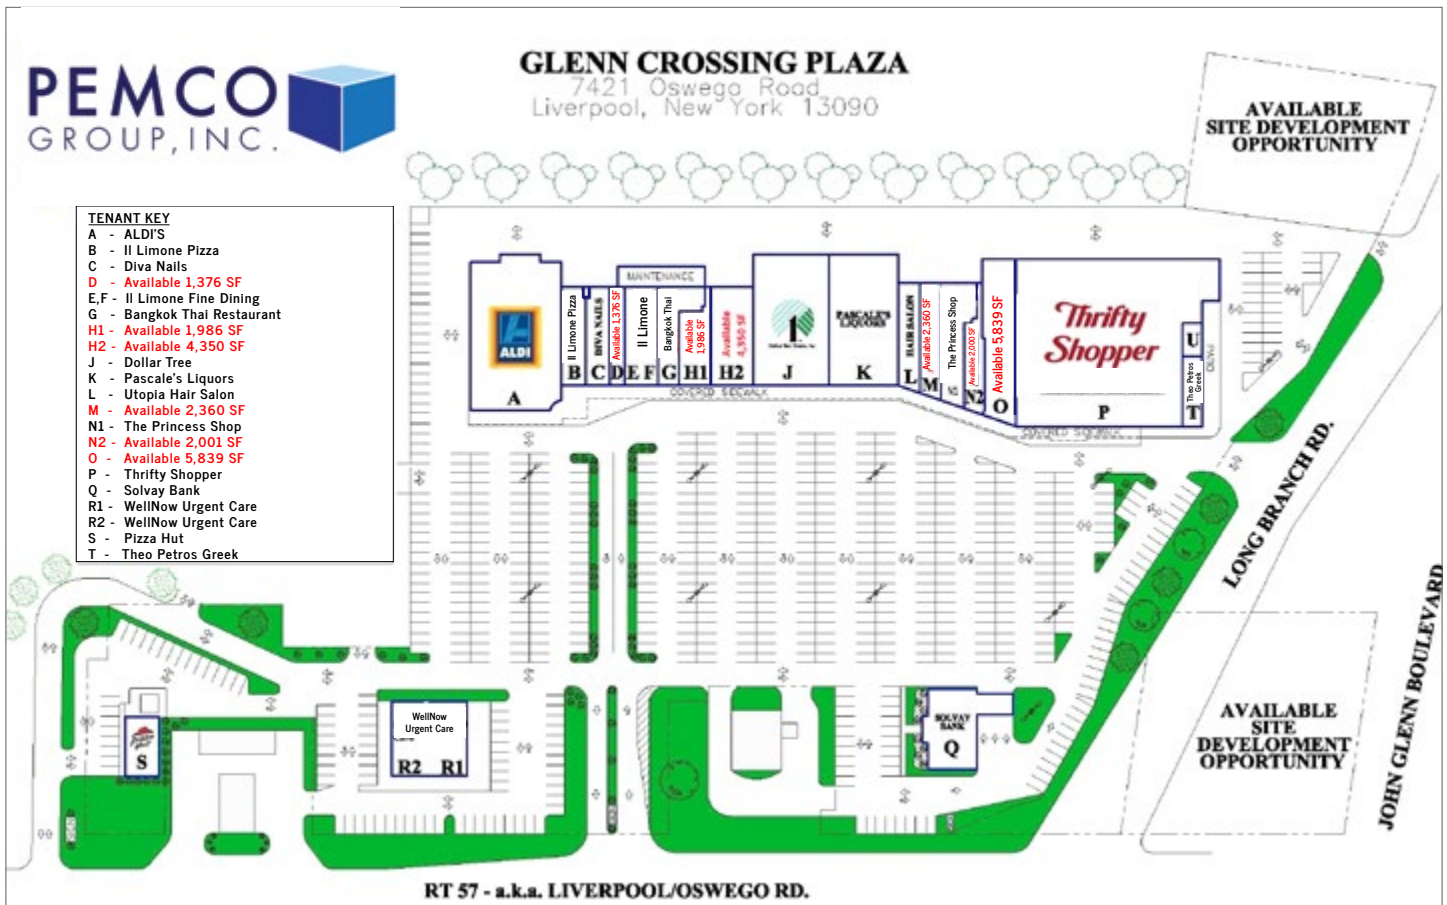 PEMCO
GROUP, INC.
GLENN CROSSING PLAZA
7421 Oswego Road
Liverpool, New York 13090
AVAILABLE
SITE DEVELOPMENT
OPPORTUNITY
TENANT KEY
A - ALDI'S
B - Il Limone Pizza
C - Diva Nails
D - Available 1,376 SF
E,F - Il Limone Fine Dining
G - Bangkok Thai Restaurant
H1 - Available 1,986 SF
H2 - Available 4,350 SF
J - Dollar Tree
K - Pascale's Liquors
L - Utopia Hair Salon
M - Available 2,360 SF
N1 - The Princess Shop
N2 - Available 2,001 SF
O - Available 5,839 SF
P - Thrifty Shopper
Q - Solvay Bank
R1 - WellNow Urgent Care
R2 - WellNow Urgent Care
S - Pizza Hut
T - Theo Petros Greek
MAINTENANCE
ALDI
A
Il Limone Pizza
B
DIVA NAILS
C
Available 1,376 SF
D
Il Limone
E F
Bangkok Thai
G
Available
1,986 SF
H1
Available
4,350 SF
H2
J
PASCALE'S
LIQUORS
K
HAIR SALON
L
Available 2,360 SF
M
The Princess Shop
N1
Available 2,000 SF
N2
Available 5,839 SF
O
Thrifty
Shopper
P
U
PATIO
Theo Petros
Greek
T
COVERED SIDEWALK
COVERED SIDEWALK
LONG BRANCH RD.
JOHN GLENN BOULEVARD
AVAILABLE
SITE
DEVELOPMENT
OPPORTUNITY
S
WellNow
Urgent Care
R2 R1
SOLVAY
BANK
Q
RT 57 - a.k.a. LIVERPOOL/OSWEGO RD.